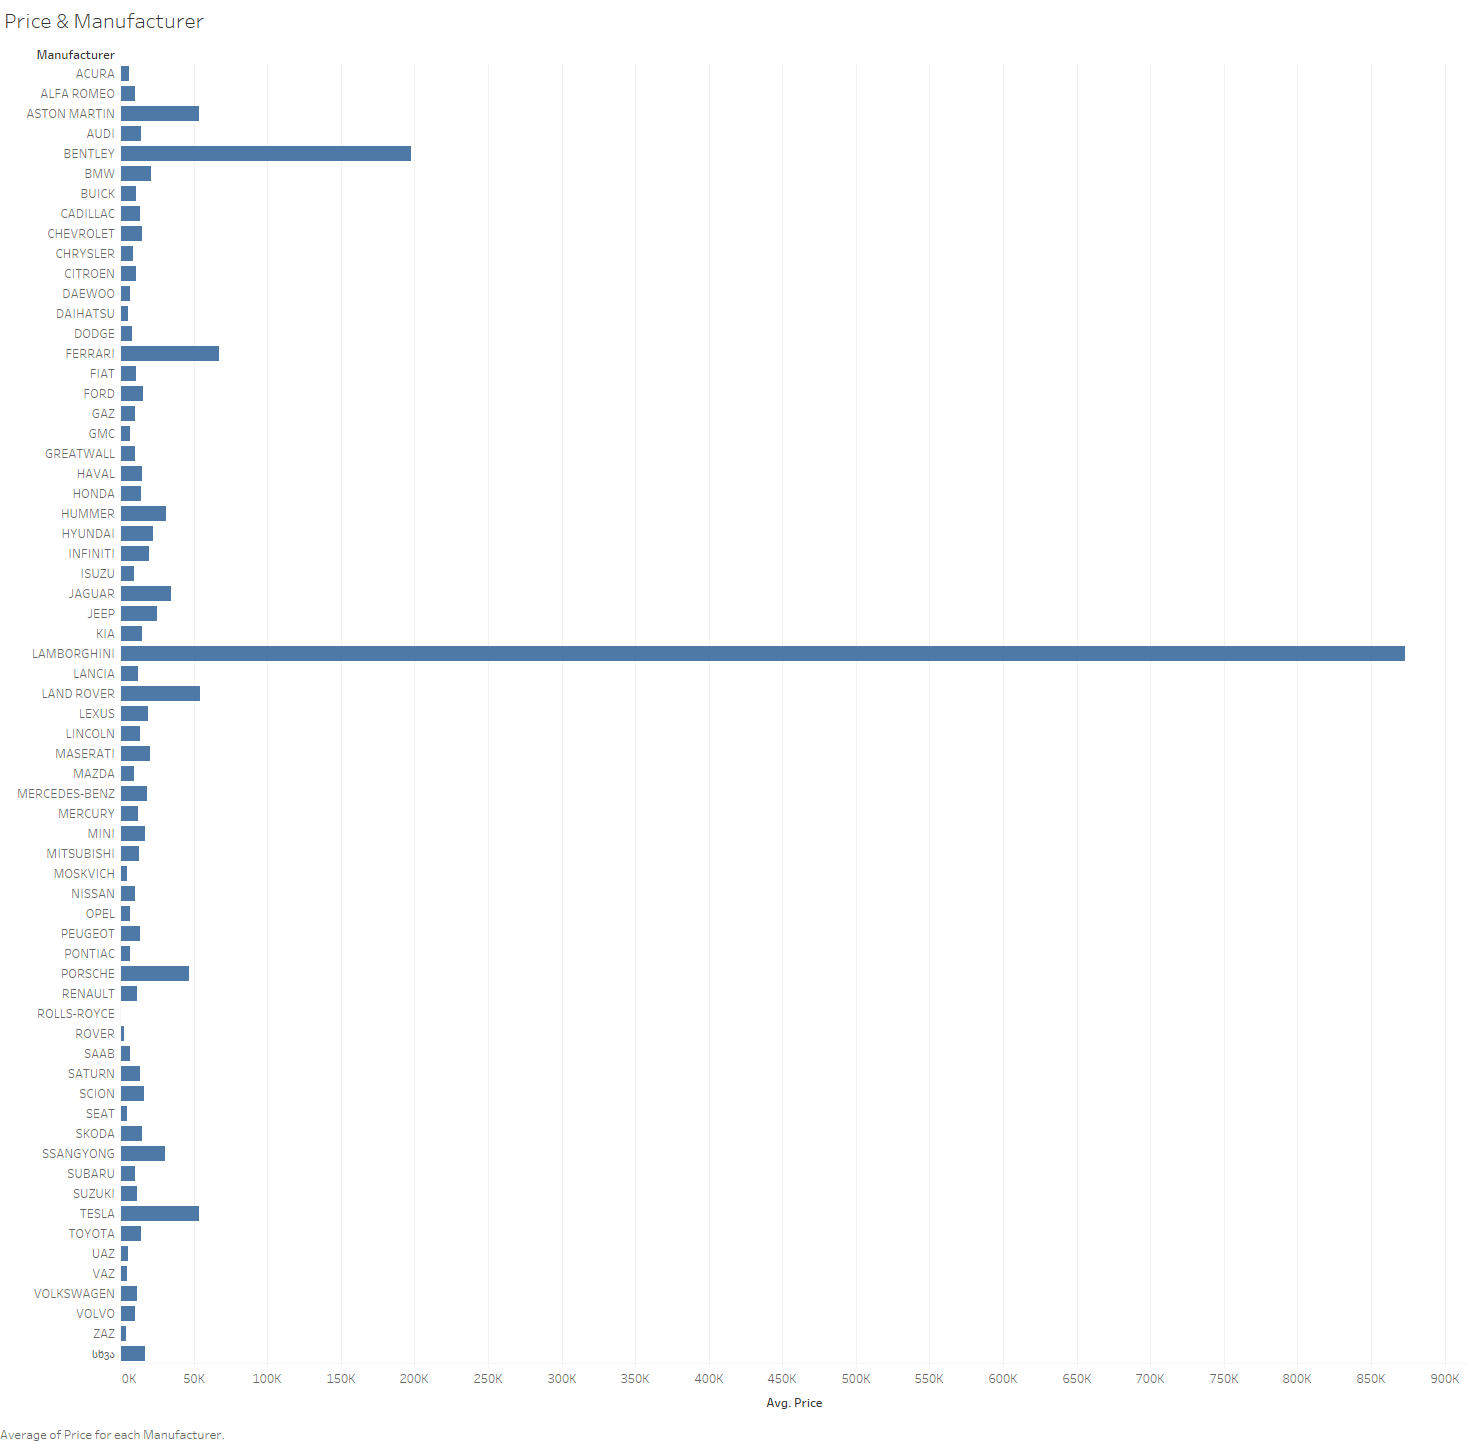 Price & Manufacturer
Manufacturer
ACURA
ALFA ROMEO
ASTON MARTIN
AUDI
BENTLEY
BMW
BUICK
CADILLAC
CHEVROLET
CHRYSLER
CITROEN
DAEWOO
DAIHATSU
DODGE
FERRARI
FIAT
FORD
GAZ
GMC
GREATWALL
HAVAL
HONDA
HUMMER
HYUNDAI
INFINITI
ISUZU
JAGUAR
JEEP
KIA
LAMBORGHINI
LANCIA
LAND ROVER
LEXUS
LINCOLN
MASERATI
MAZDA
MERCEDES-BENZ
MERCURY
MINI
MITSUBISHI
MOSKVICH
NISSAN
OPEL
PEUGEOT
PONTIAC
PORSCHE
RENAULT
ROLLS-ROYCE
ROVER
SAAB
SATURN
SCION
SEAT
SKODA
SSANGYONG
SUBARU
SUZUKI
TESLA
TOYOTA
UAZ
VAZ
VOLKSWAGEN
VOLVO
ZAZ
სხვა
0K 50K 100K 150K 200K 250K 300K 350K 400K 450K 500K 550K 600K 650K 700K 750K 800K 850K 900K
Avg. Price
Average of Price for each Manufacturer.